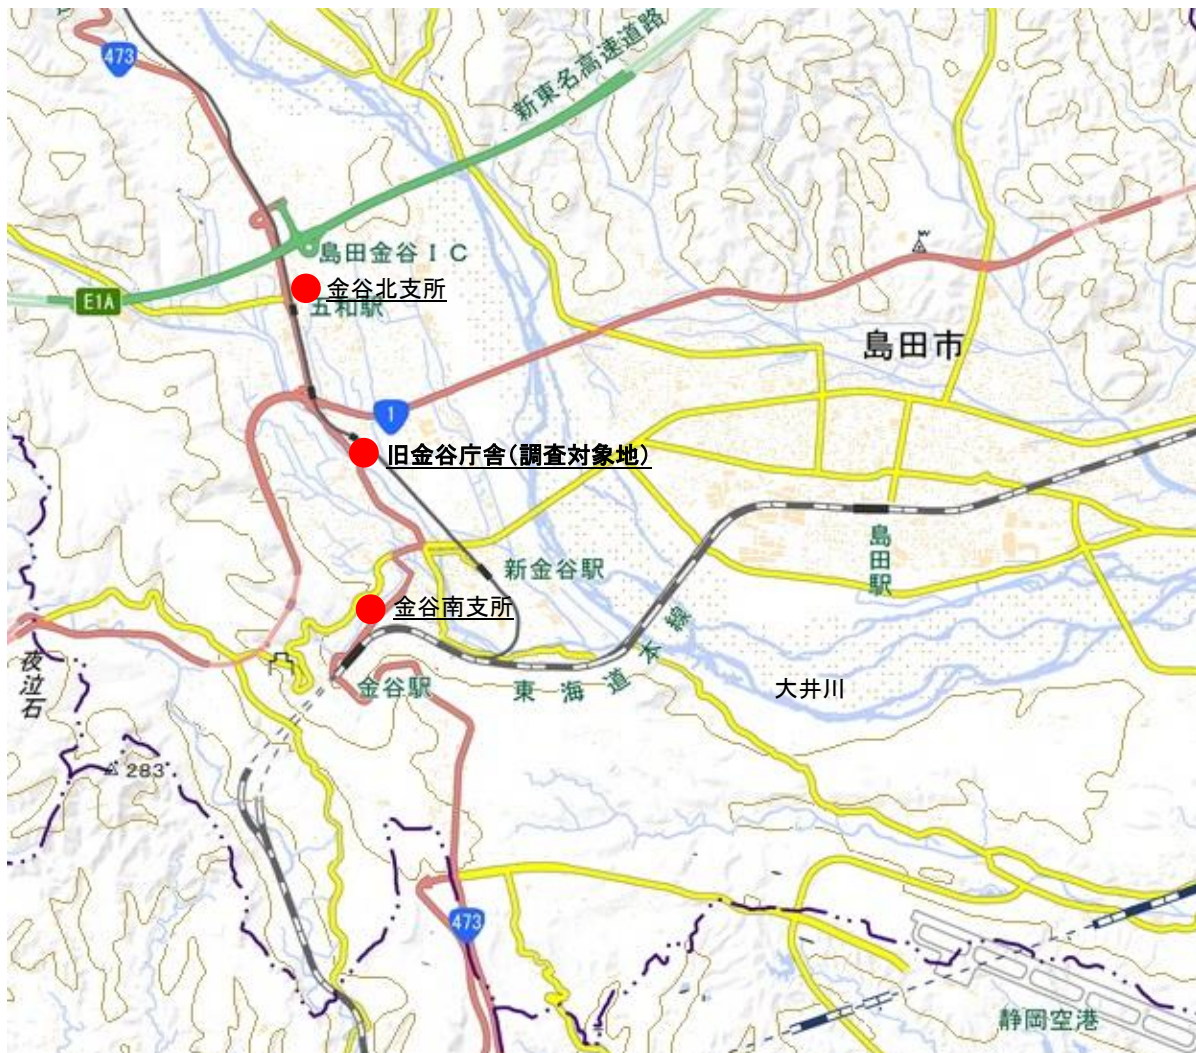 473
新東名高速道路
島田金谷IC
金谷北支所
E1A
五和駅
島田市
1
旧金谷庁舎(調査対象地)
島田駅
新金谷駅
金谷南支所
夜泣石
金谷駅
東海道本線
大井川
283
473
静岡空港